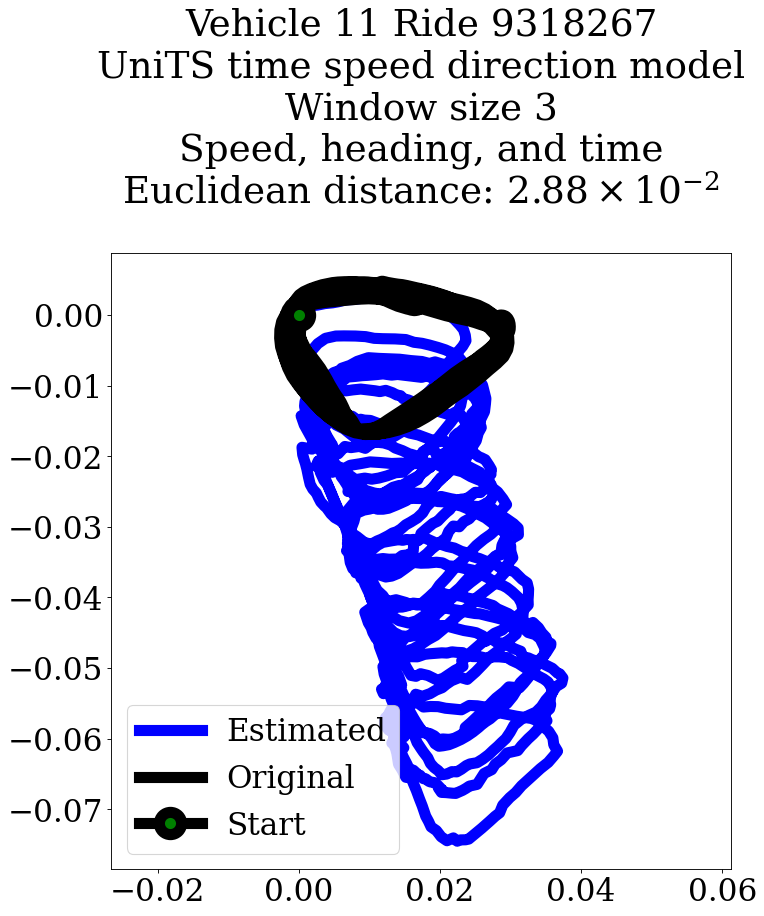 Vehicle 11 Ride 9318267
UniTS time speed direction model
Window size 3
Speed, heading, and time
Euclidean distance: 2.88 × 10⁻²
0.00
−0.01
−0.02
−0.03
−0.04
−0.05
−0.06
−0.07
Estimated
Original
Start
−0.02 0.00 0.02 0.04 0.06